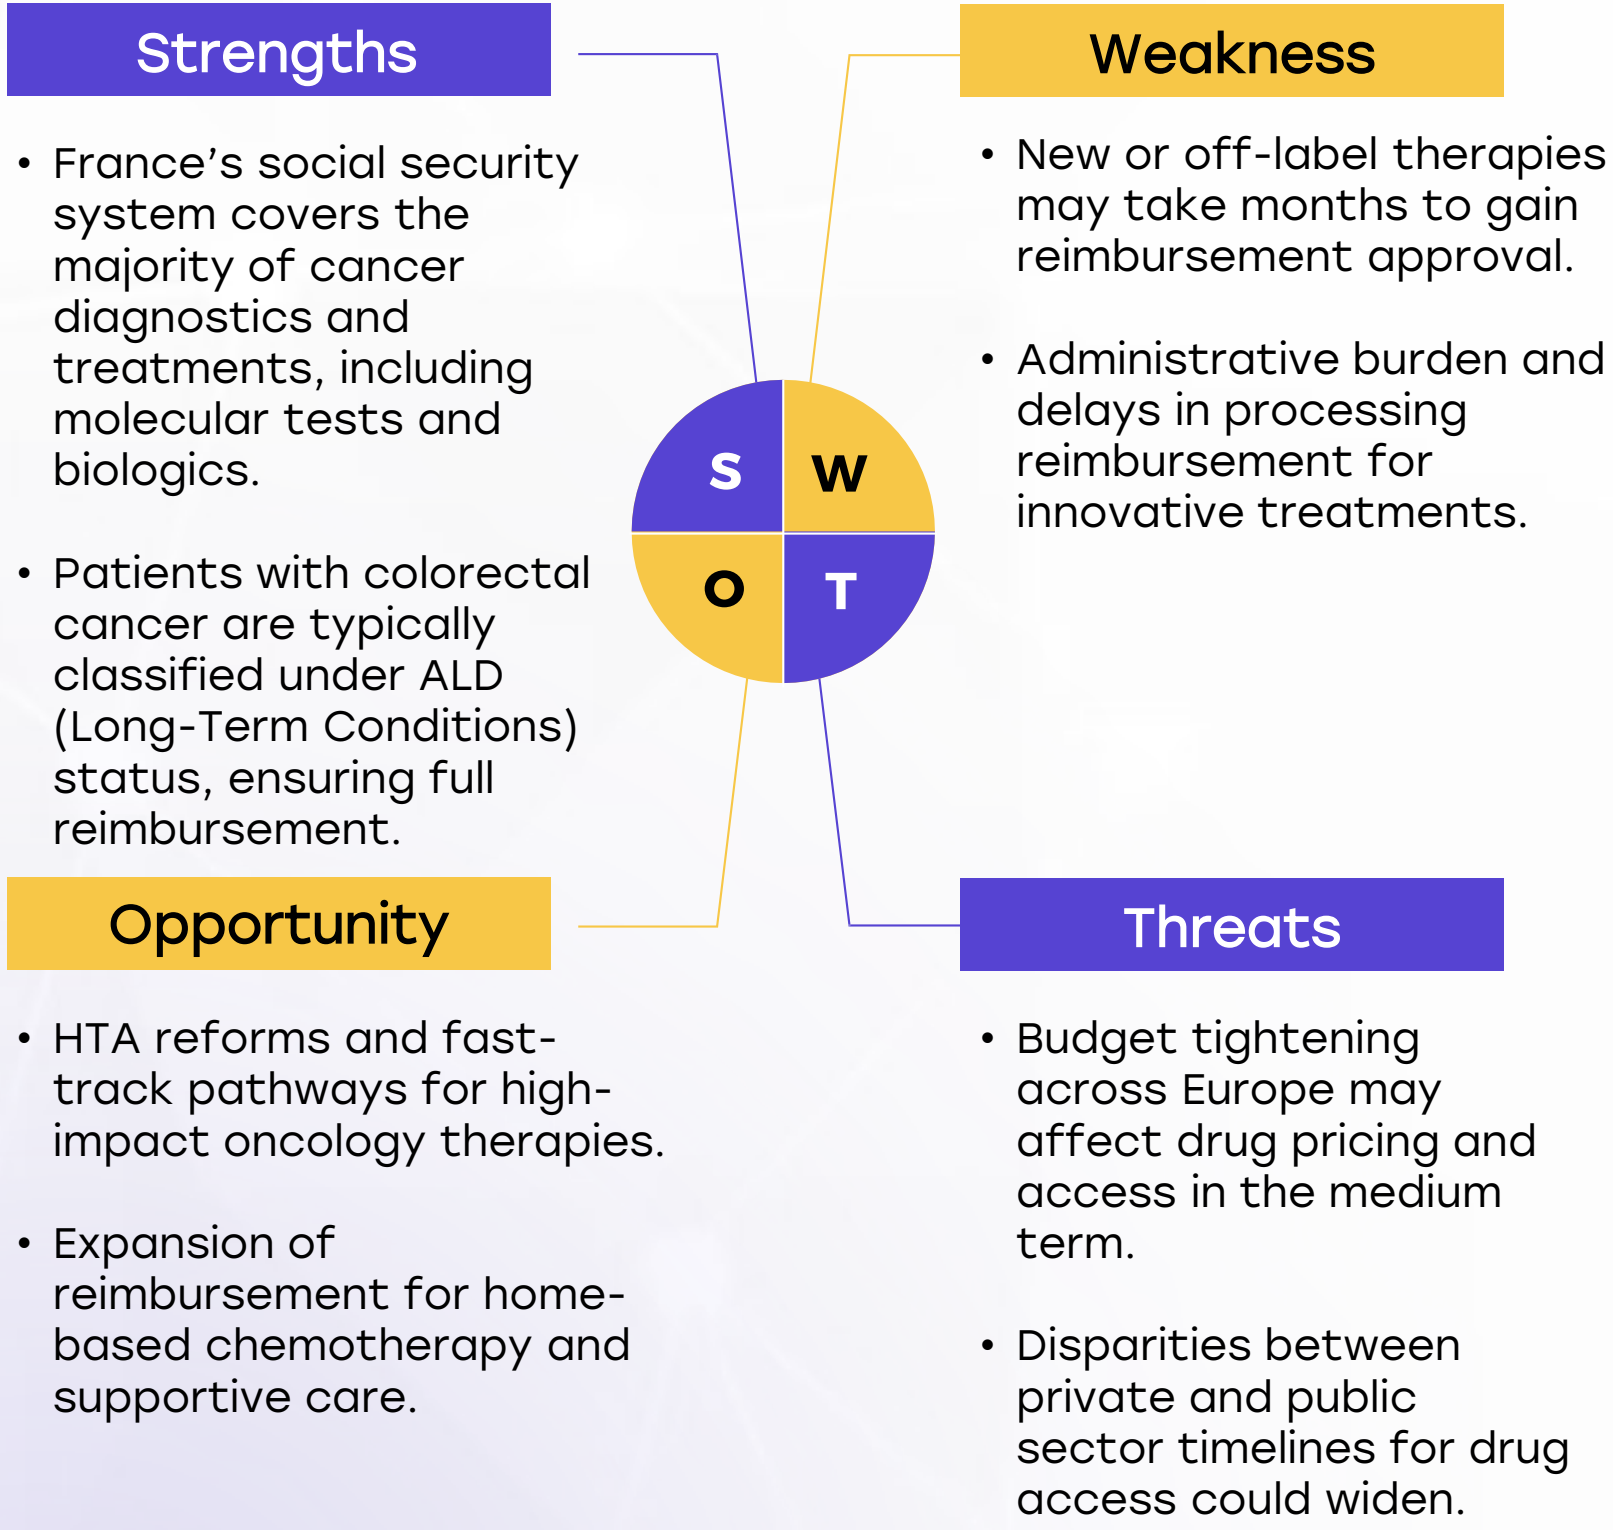 Strengths
• France’s social security
system covers the
majority of cancer
diagnostics and
treatments, including
molecular tests and
biologics.
• Patients with colorectal
cancer are typically
classified under ALD
(Long-Term Conditions)
status, ensuring full
reimbursement.
Weakness
• New or off-label therapies
may take months to gain
reimbursement approval.
• Administrative burden and
delays in processing
reimbursement for
innovative treatments.
S
W
O
T
Opportunity
• HTA reforms and fast-
track pathways for high-
impact oncology therapies.
• Expansion of
reimbursement for home-
based chemotherapy and
supportive care.
Threats
• Budget tightening
across Europe may
affect drug pricing and
access in the medium
term.
• Disparities between
private and public
sector timelines for drug
access could widen.